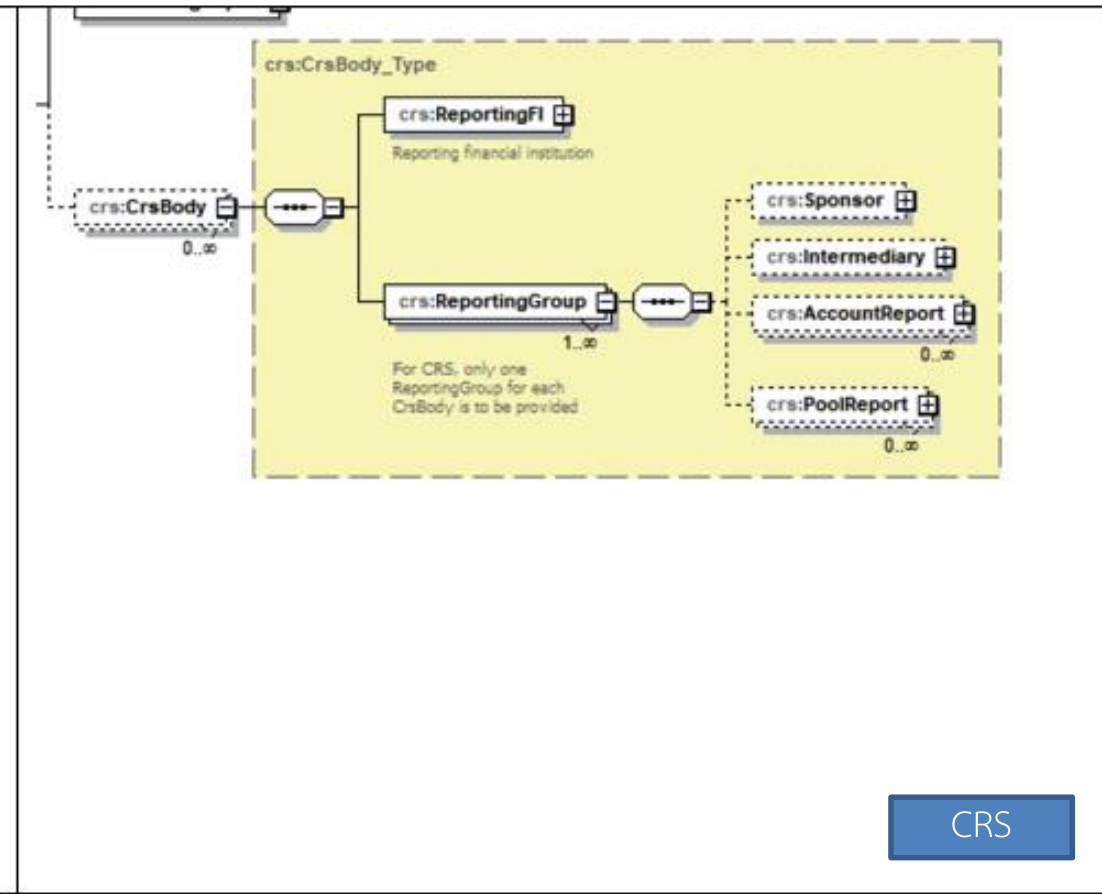 crs:CrsBody_Type
crs:ReportingFI
Reporting financial institution
crs:CrsBody
0..∞
crs:Sponsor
crs:Intermediary
crs:ReportingGroup
1..∞
crs:AccountReport
0..∞
For CRS, only one
ReportingGroup for each
CrsBody is to be provided
crs:PoolReport
0..∞
CRS